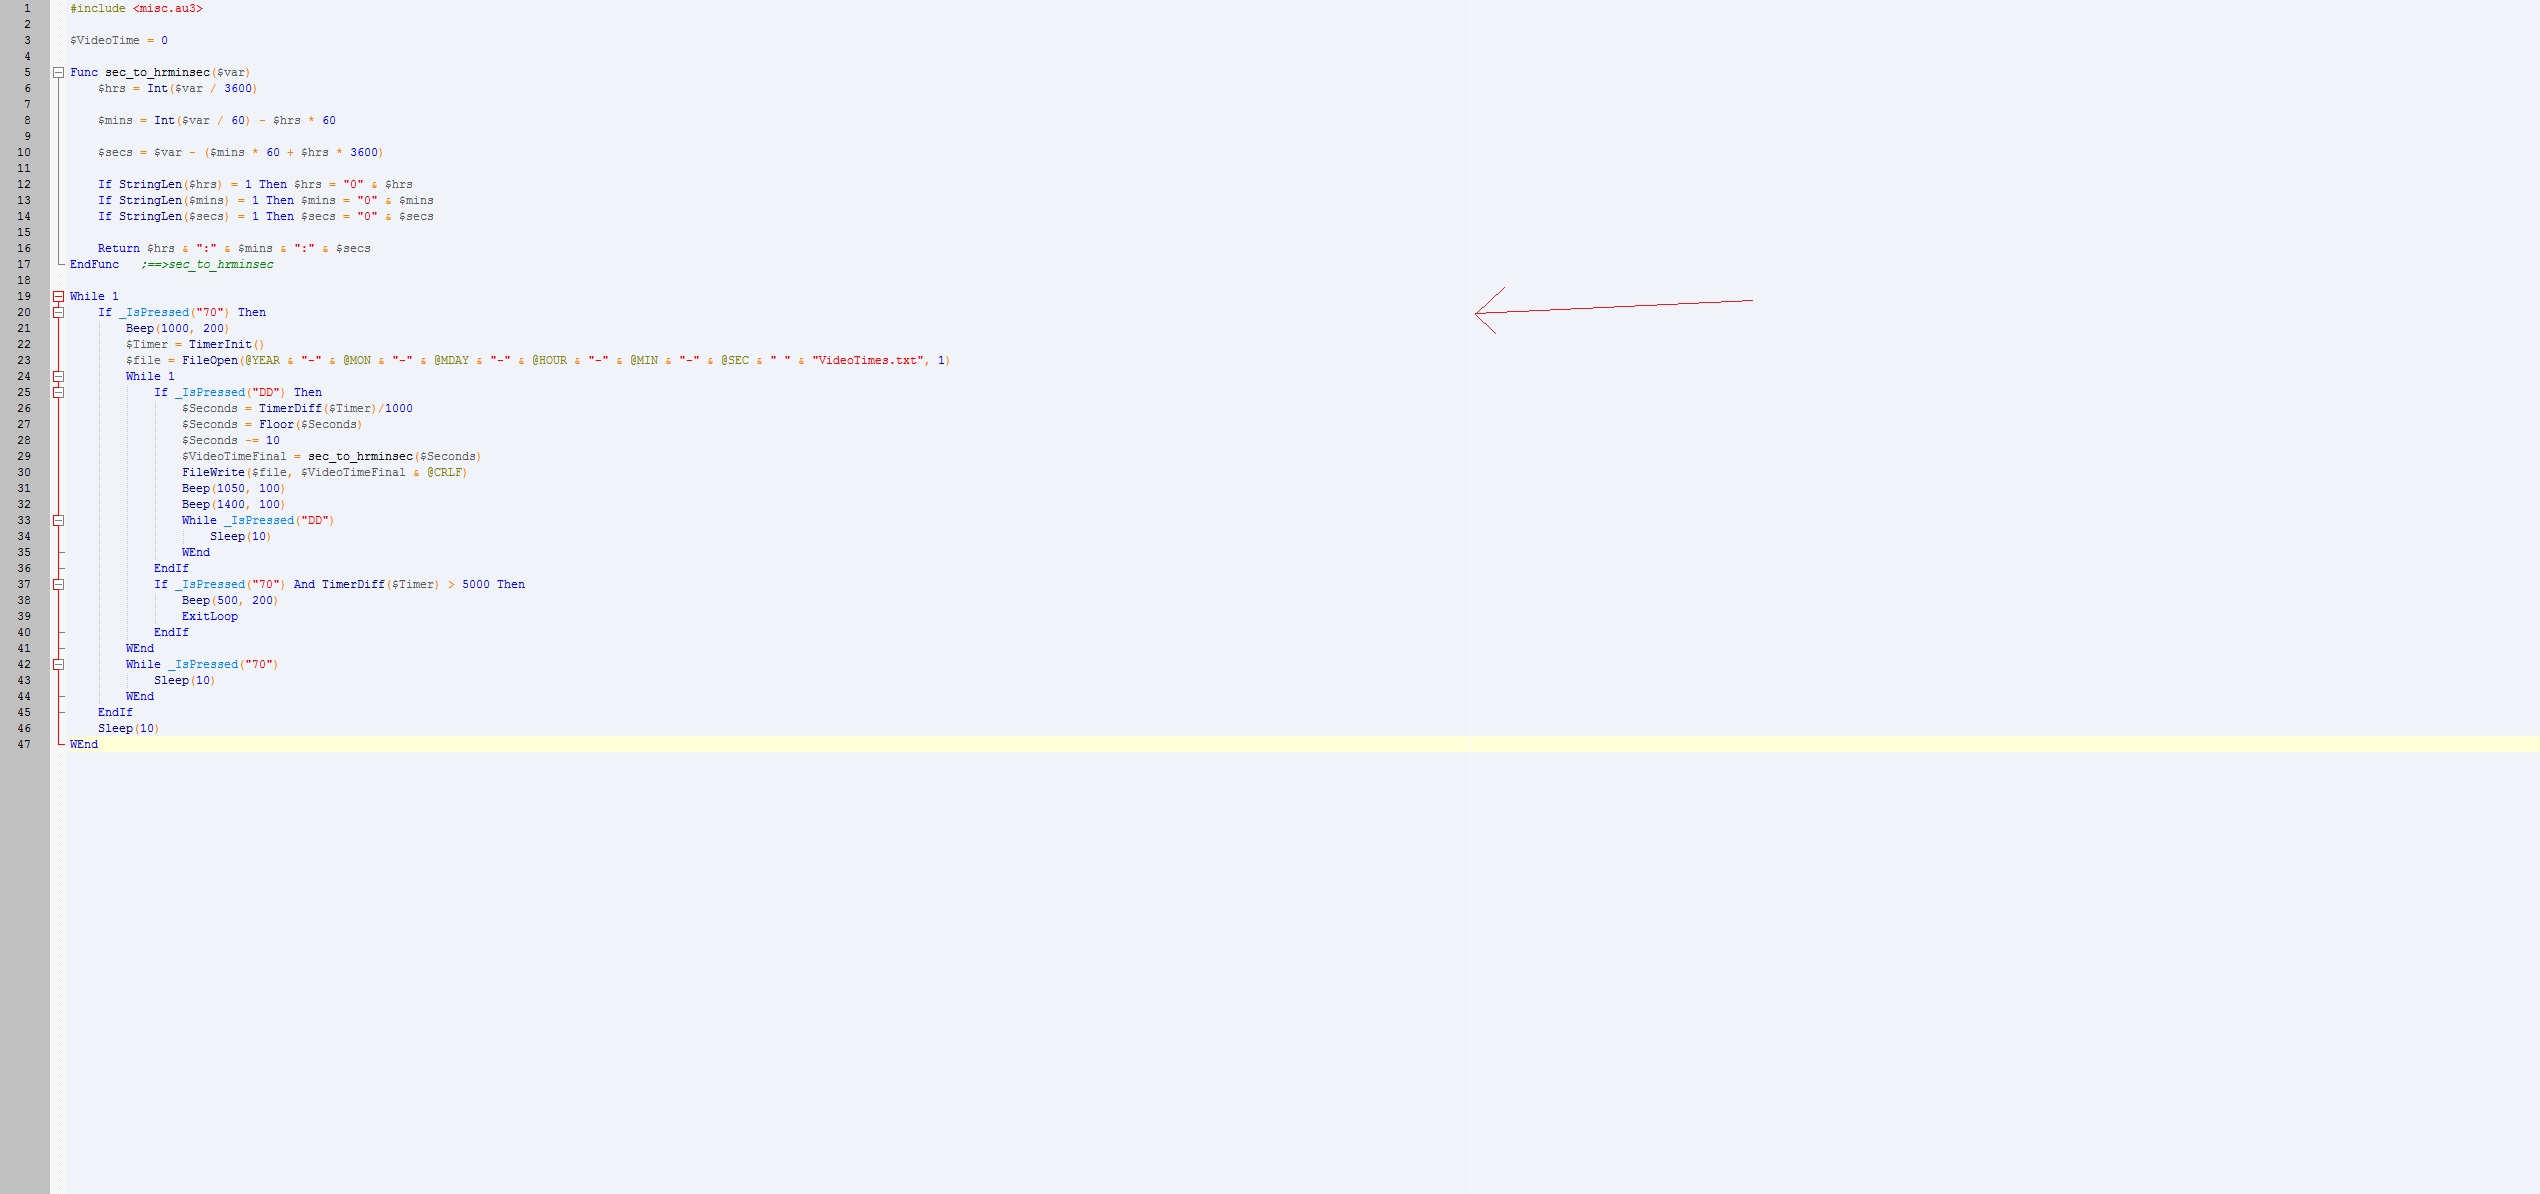 1 #include <misc.au3>
2
3 $VideoTime = 0
4
5 Func sec_to_hrminsec($var)
6     $hrs = Int($var / 3600)
7
8     $mins = Int($var / 60) - $hrs * 60
9
10     $secs = $var - ($mins * 60 + $hrs * 3600)
11
12     If StringLen($hrs) = 1 Then $hrs = "0" & $hrs
13     If StringLen($mins) = 1 Then $mins = "0" & $mins
14     If StringLen($secs) = 1 Then $secs = "0" & $secs
15
16     Return $hrs & ":" & $mins & ":" & $secs
17 EndFunc   ;==>sec_to_hrminsec
18
19 While 1
20     If _IsPressed("70") Then
21         Beep(1000, 200)
22         $Timer = TimerInit()
23         $file = FileOpen(@YEAR & "-" & @MON & "-" & @MDAY & "-" & @HOUR & "-" & @MIN & "-" & @SEC & " " & "VideoTimes.txt", 1)
24         While 1
25             If _IsPressed("DD") Then
26                 $Seconds = TimerDiff($Timer)/1000
27                 $Seconds = Floor($Seconds)
28                 $Seconds -= 10
29                 $VideoTimeFinal = sec_to_hrminsec($Seconds)
30                 FileWrite($file, $VideoTimeFinal & @CRLF)
31                 Beep(1050, 100)
32                 Beep(1400, 100)
33                 While _IsPressed("DD")
34                     Sleep(10)
35                 WEnd
36             EndIf
37             If _IsPressed("70") And TimerDiff($Timer) > 5000 Then
38                 Beep(500, 200)
39                 ExitLoop
40             EndIf
41         WEnd
42         While _IsPressed("70")
43             Sleep(10)
44         WEnd
45     EndIf
46     Sleep(10)
47 WEnd